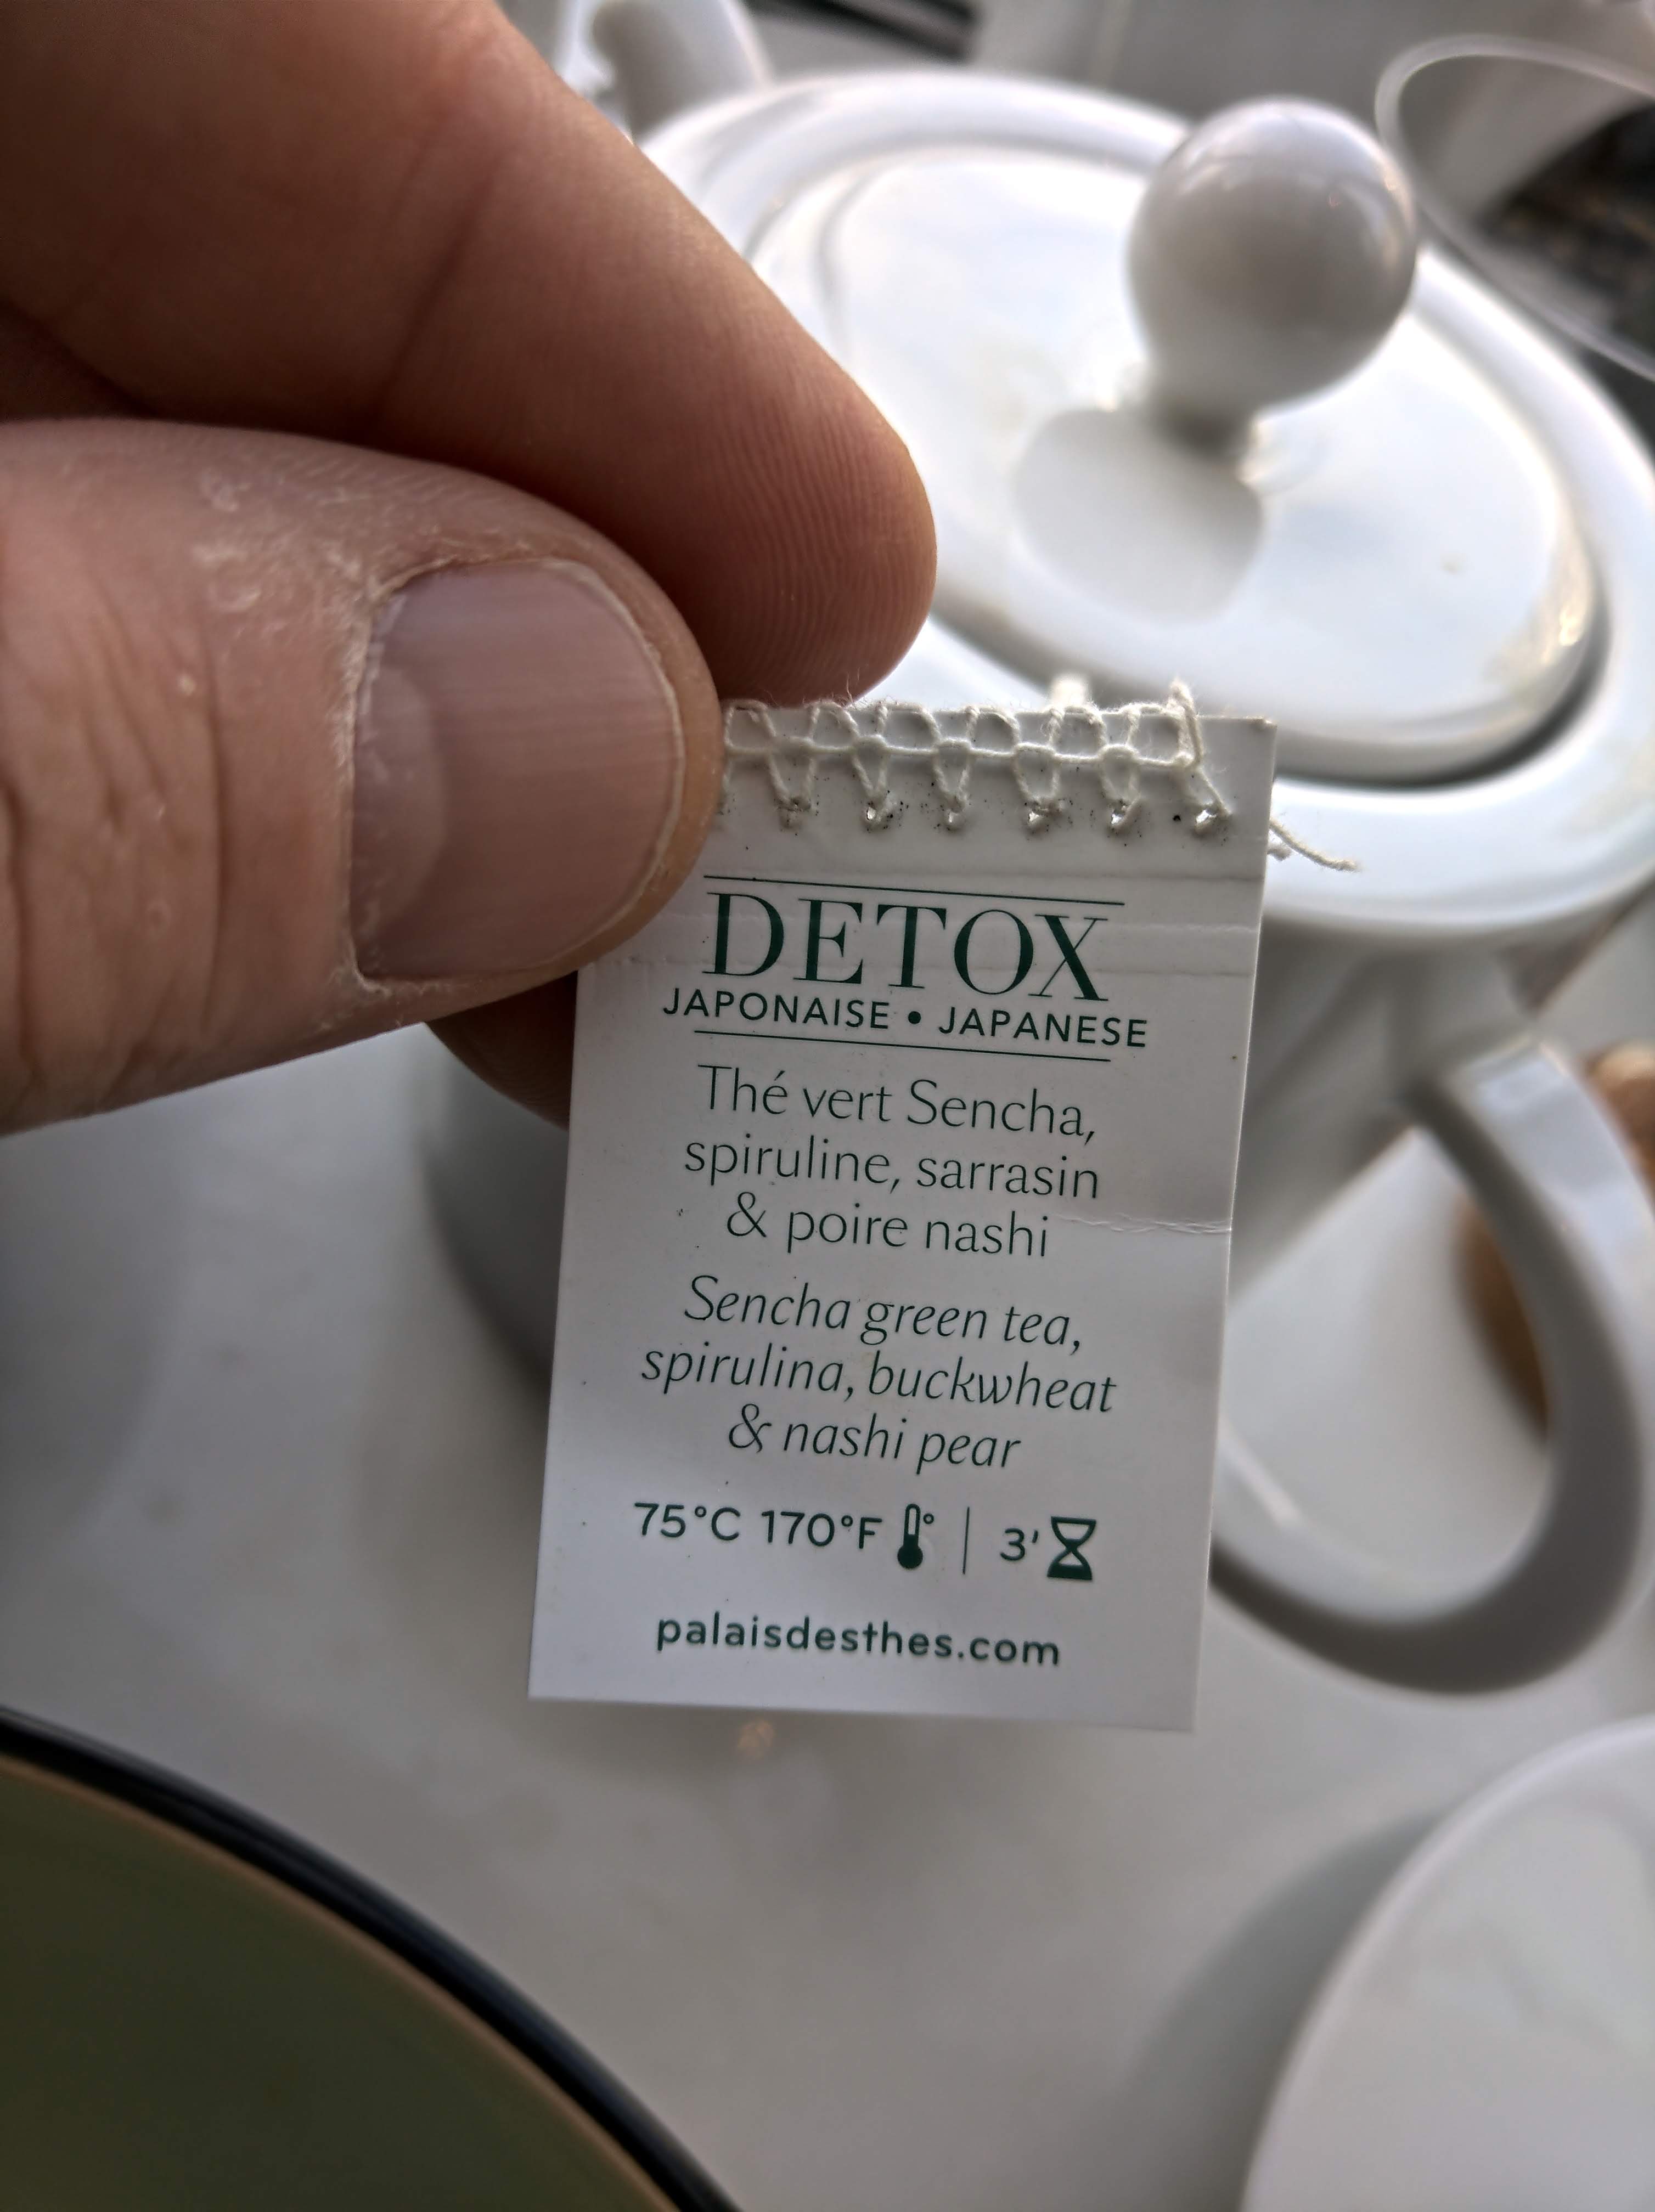 DETOX
JAPONAISE • JAPANESE
Thé vert Sencha,
spiruline, sarrasin
& poire nashi
Sencha green tea,
spirulina, buckwheat
& nashi pear
75°C 170°F | 3'
palaisdesthes.com